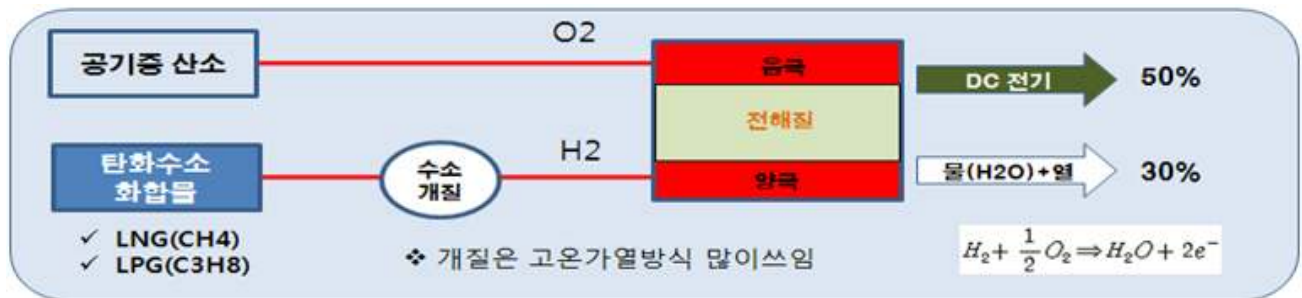 O2
공기중 산소
음극
DC 전기
50%
전해질
탄화수소
화합물
수소
개질
H2
양극
물(H2O)+열
30%
✓ LNG(CH4)
✓ LPG(C3H8)
❖ 개질은 고온가열방식 많이쓰임
H₂ + 1/2 O₂ ⇒ H₂O + 2e⁻